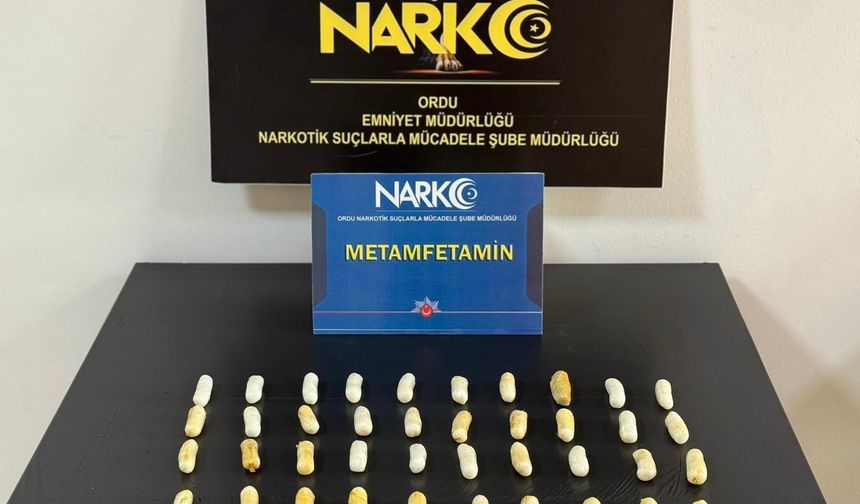 NARKO
ORDU
EMNİYET MÜDÜRLÜĞÜ
NARKOTİK SUÇLARLA MÜCADELE ŞUBE MÜDÜRLÜĞÜ
NARKO
ORDU NARKOTİK SUÇLARLA MÜCADELE ŞUBE MÜDÜRLÜĞÜ
METAMFETAMİN